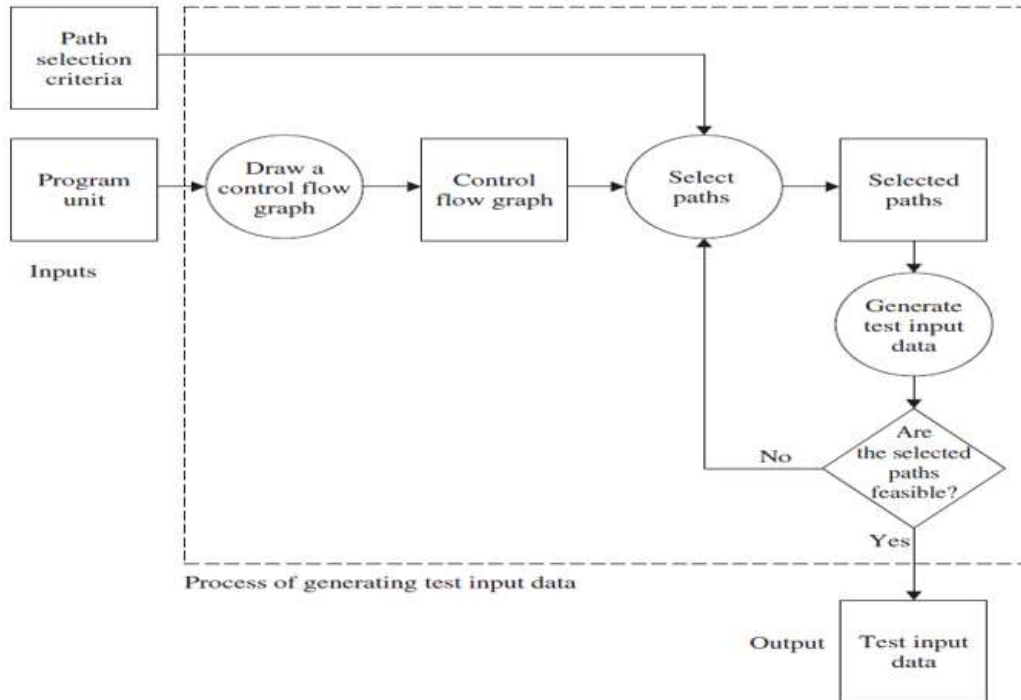 Path
selection
criteria
Program
unit
Inputs
Draw a
control flow
graph
Control
flow graph
Select
paths
Selected
paths
Generate
test input
data
Are
the selected
paths
feasible?
No
Yes
Process of generating test input data
Output
Test input
data